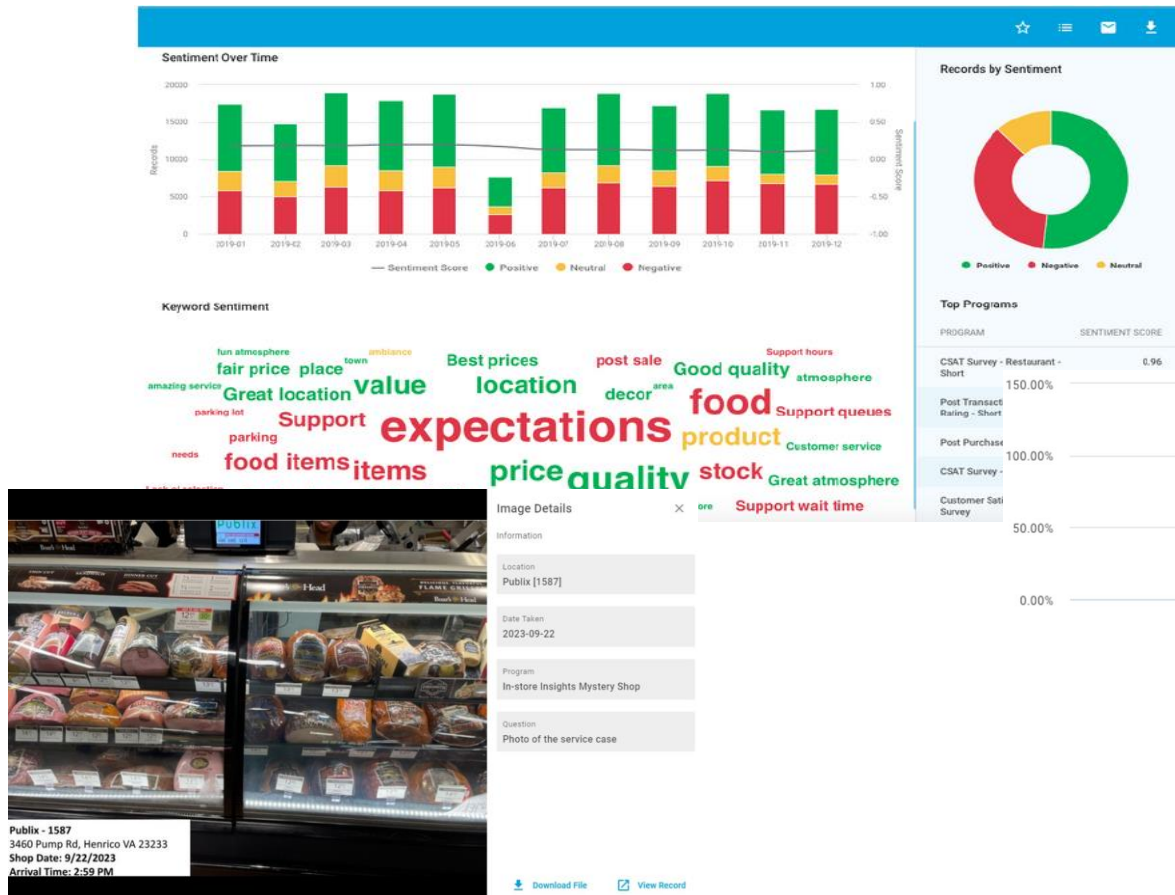 Sentiment Over Time
20000
15000
10000
5000
0
Records
1.00
0.50
0.00
-0.50
-1.00
Sentiment Score
2019-01 2019-02 2019-03 2019-04 2019-05 2019-06 2019-07 2019-08 2019-09 2019-10 2019-11 2019-12
Sentiment Score Positive Neutral Negative
Records by Sentiment
Positive Negative Neutral
Keyword Sentiment
fun atmosphere
ambiance
fair price place
town
Best prices
post sale
Support hours
Good quality
atmosphere
amazing service
Great location
value
location
decor
area
parking lot
Support
expectations
food
Support queues
parking
product
Customer service
needs
food items
items
price
quality
stock
Great atmosphere
Support wait time
Top Programs
PROGRAM SENTIMENT SCORE
CSAT Survey - Restaurant - 0.96
Short
Post Transacti
Rating - Short
Post Purchase
CSAT Survey -
Customer Sati
Survey
150.00%
100.00%
50.00%
0.00%
Publix
Boar's Head
Publix - 1587
3460 Pump Rd, Henrico VA 23233
Shop Date: 9/22/2023
Arrival Time: 2:59 PM
Image Details
Information
Location
Publix [1587]
Date Taken
2023-09-22
Program
In-store Insights Mystery Shop
Question
Photo of the service case
Download File View Record